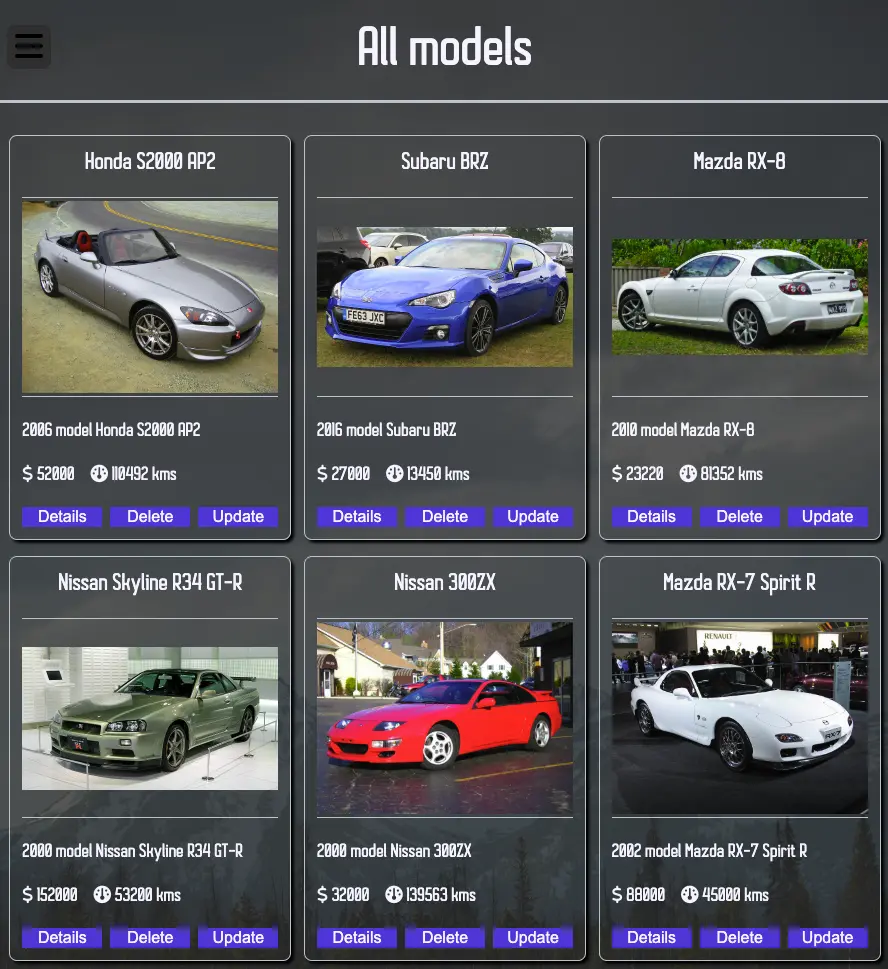 All models
Honda S2000 AP2
Subaru BRZ
Mazda RX-8
FE63 JXC
2006 model Honda S2000 AP2
2016 model Subaru BRZ
2010 model Mazda RX-8
$ 52000 110492 kms
$ 27000 13450 kms
$ 23220 81352 kms
Details Delete Update
Details Delete Update
Details Delete Update
Nissan Skyline R34 GT-R
Nissan 300ZX
Mazda RX-7 Spirit R
RENAULT
RX-7
2000 model Nissan Skyline R34 GT-R
2000 model Nissan 300ZX
2002 model Mazda RX-7 Spirit R
$ 152000 53200 kms
$ 32000 139563 kms
$ 88000 45000 kms
Details Delete Update
Details Delete Update
Details Delete Update